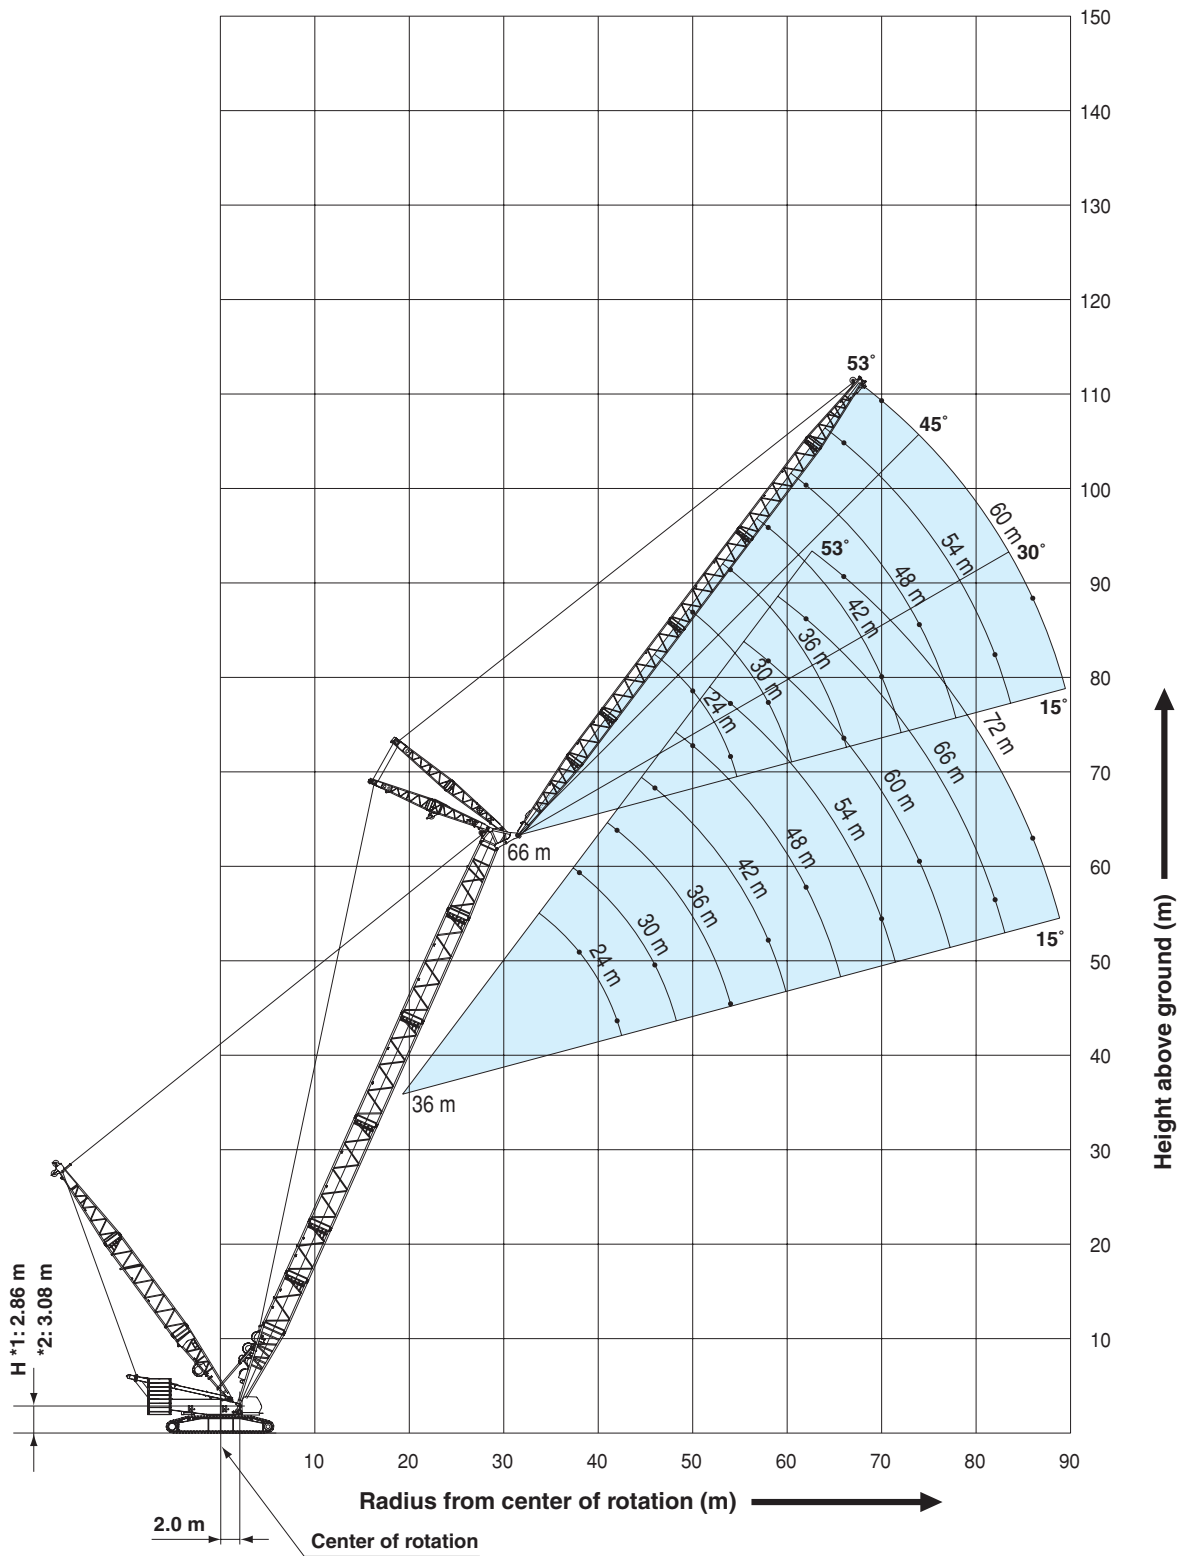 150
140
130
120
110
100
90
80
70
60
50
40
30
20
10
53°
45°
60 m
30°
54 m
48 m
53°
42 m
36 m
30 m
24 m
15°
72 m
66 m
60 m
54 m
48 m
42 m
36 m
30 m
24 m
15°
66 m
36 m
Height above ground (m)
H *1: 2.86 m
*2: 3.08 m
10 20 30 40 50 60 70 80 90
Radius from center of rotation (m)
2.0 m
Center of rotation